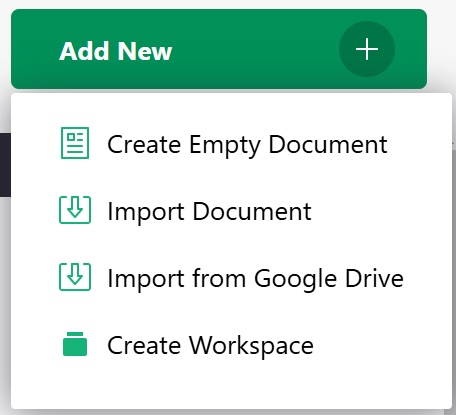 Add New
Create Empty Document
Import Document
Import from Google Drive
Create Workspace